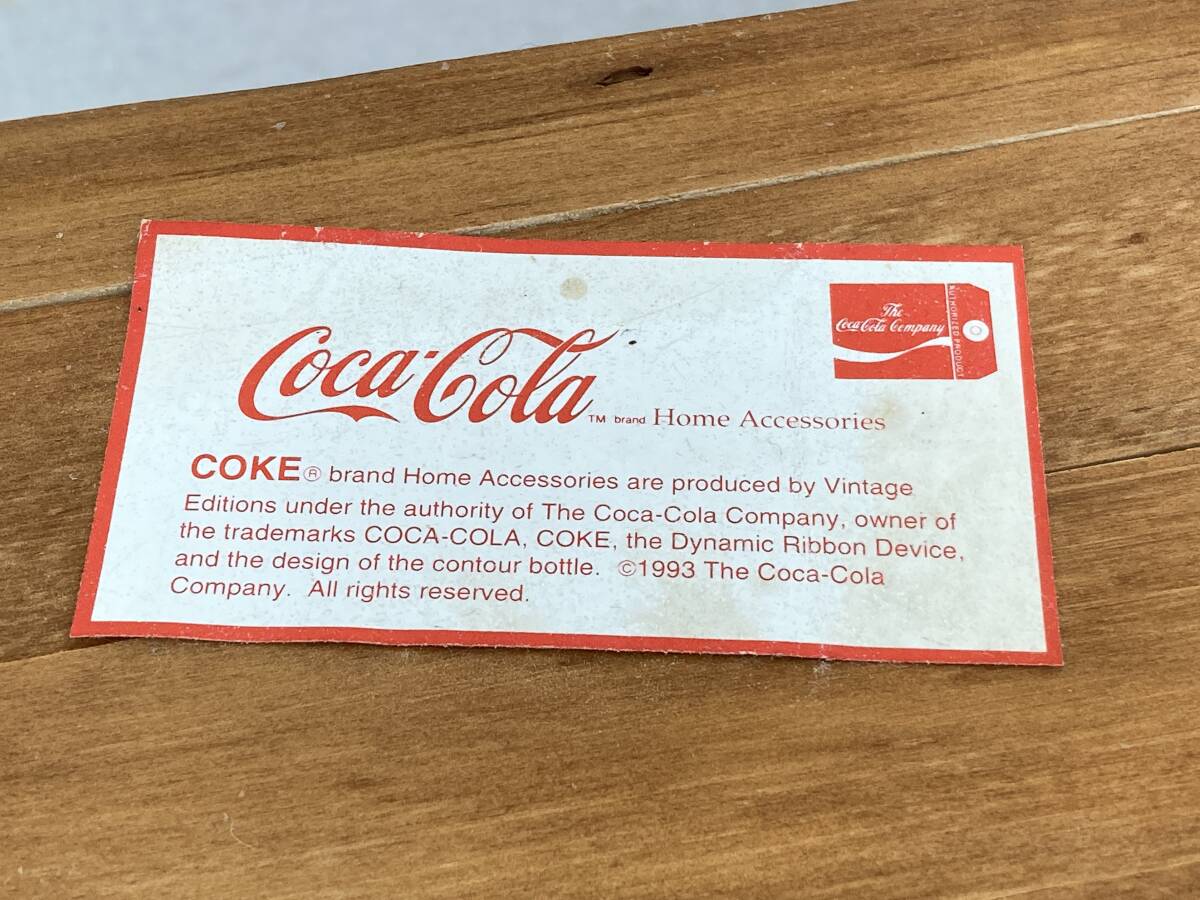 The
Coca-Cola Company
AUTHORIZED PRODUCT
Coca-Cola™ brand Home Accessories
COKE® brand Home Accessories are produced by Vintage
Editions under the authority of The Coca-Cola Company, owner of
the trademarks COCA-COLA, COKE, the Dynamic Ribbon Device,
and the design of the contour bottle. ©1993 The Coca-Cola
Company. All rights reserved.